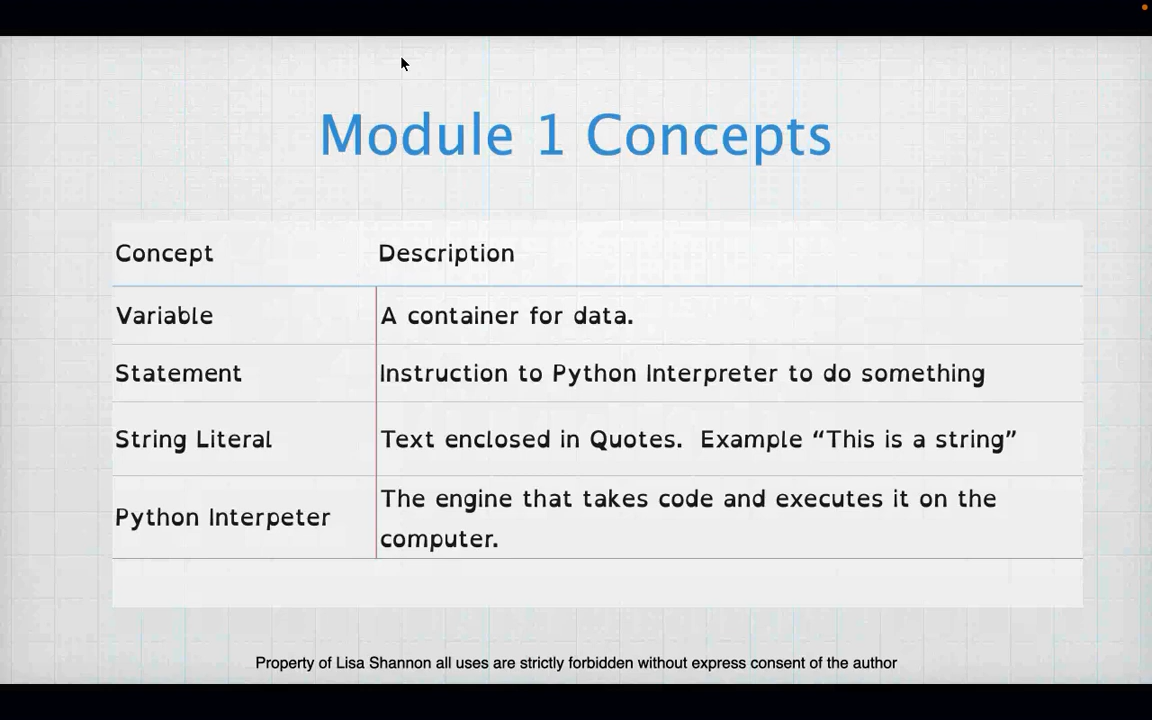 Module 1 Concepts
Concept Description
Variable A container for data.
Statement Instruction to Python Interpreter to do something
String Literal Text enclosed in Quotes. Example “This is a string”
Python Interpeter The engine that takes code and executes it on the
computer.
Property of Lisa Shannon all uses are strictly forbidden without express consent of the author